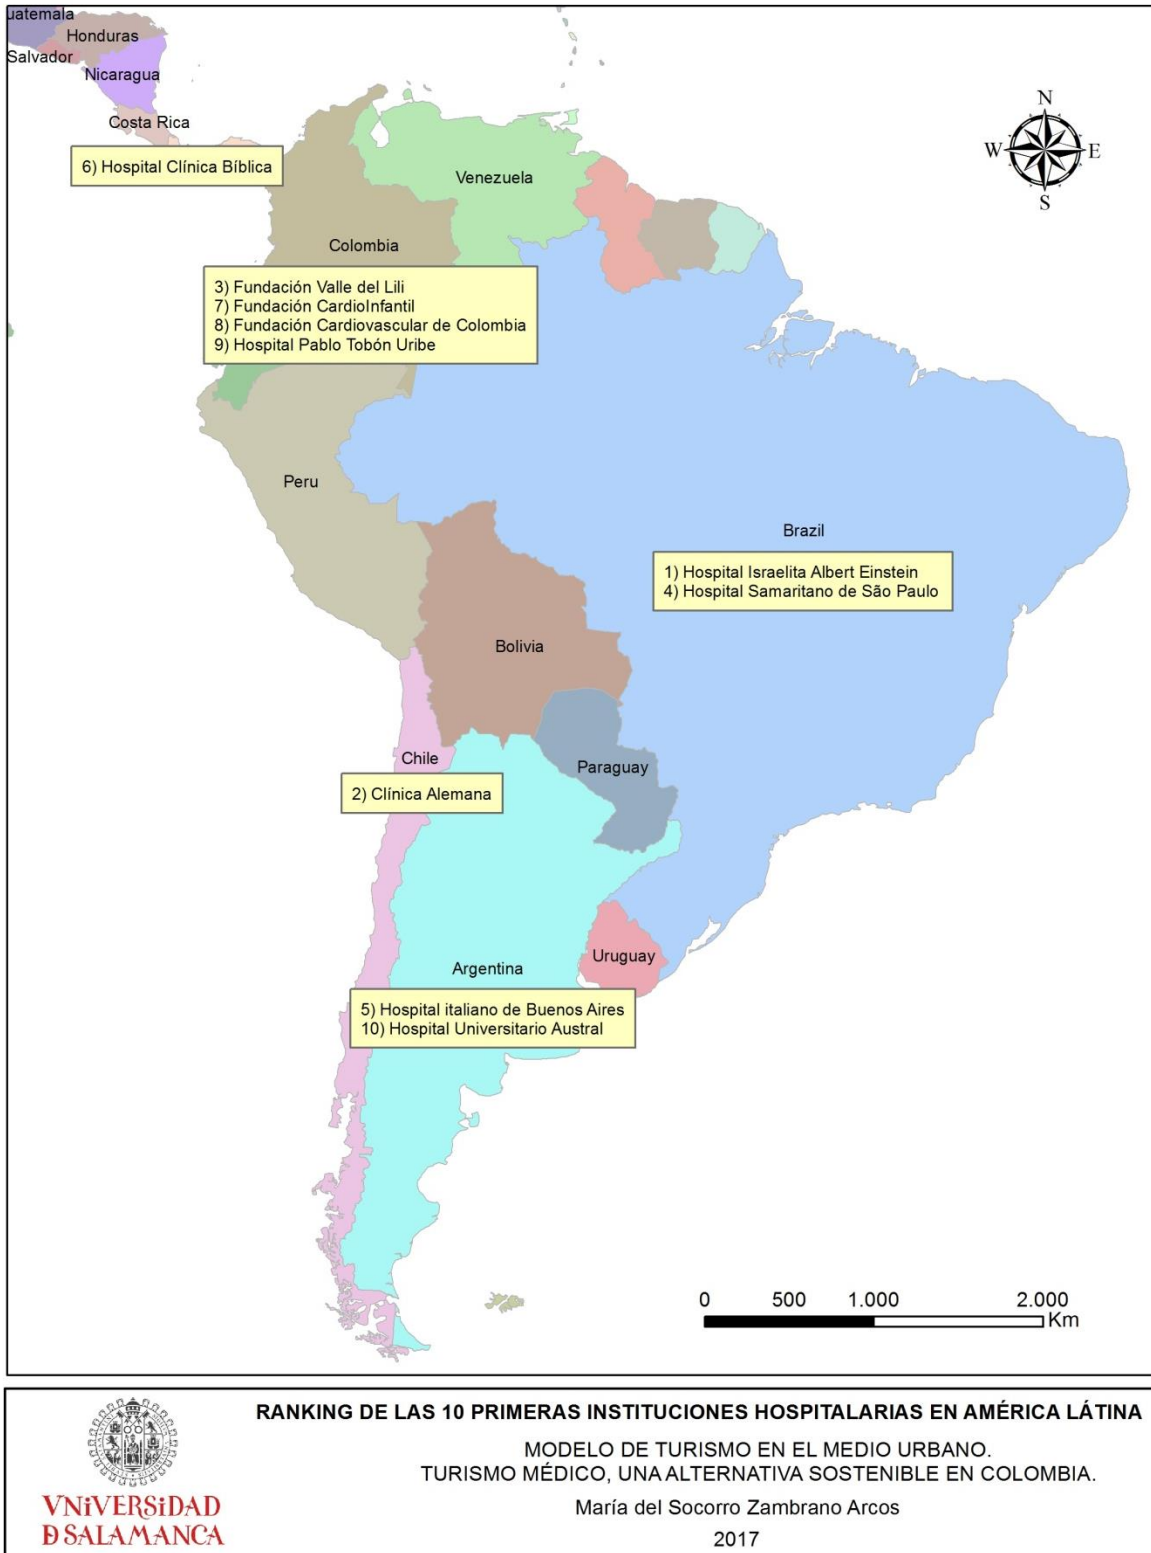 uatemala
Honduras
Salvador
Nicaragua
Costa Rica
6) Hospital Clínica Bíblica
N
W
E
S
Venezuela
Colombia
3) Fundación Valle del Lili
7) Fundación CardioInfantil
8) Fundación Cardiovascular de Colombia
9) Hospital Pablo Tobón Uribe
Peru
Brazil
1) Hospital Israelita Albert Einstein
4) Hospital Samaritano de São Paulo
Bolivia
Chile
2) Clínica Alemana
Paraguay
Uruguay
Argentina
5) Hospital italiano de Buenos Aires
10) Hospital Universitario Austral
0 500 1.000 2.000
Km
RANKING DE LAS 10 PRIMERAS INSTITUCIONES HOSPITALARIAS EN AMÉRICA LÁTINA
MODELO DE TURISMO EN EL MEDIO URBANO.
TURISMO MÉDICO, UNA ALTERNATIVA SOSTENIBLE EN COLOMBIA.
María del Socorro Zambrano Arcos
2017
VNiVERSiDAD
D SALAMANCA